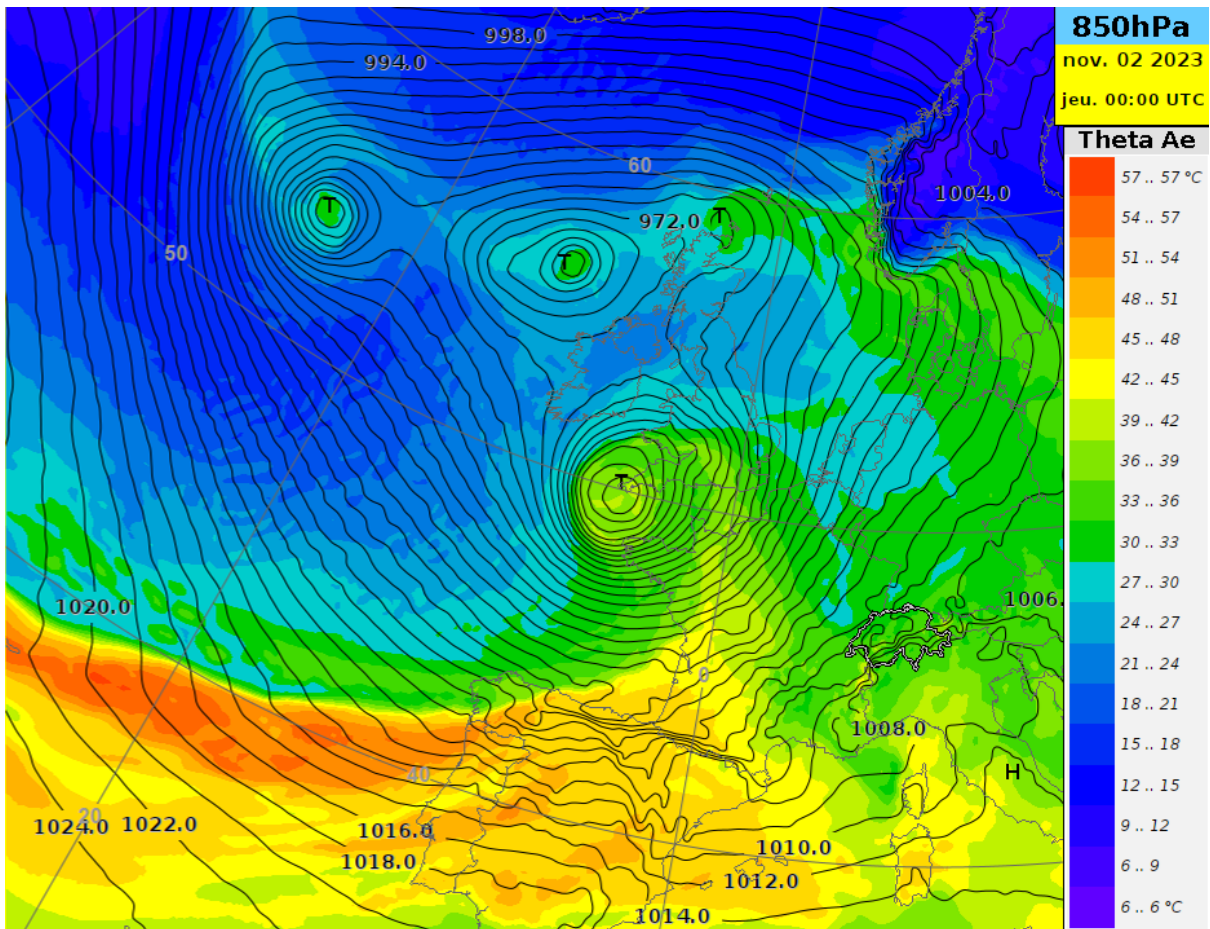 850hPa
nov. 02 2023
jeu. 00:00 UTC
Theta Ae
57 .. 57 °C
54 .. 57
51 .. 54
48 .. 51
45 .. 48
42 .. 45
39 .. 42
36 .. 39
33 .. 36
30 .. 33
27 .. 30
24 .. 27
21 .. 24
18 .. 21
15 .. 18
12 .. 15
9 .. 12
6 .. 9
6 .. 6 °C
998.0
994.0
60
1004.0
T
T
972.0
50
T
T
1020.0
1006.
0
1008.0
40
H
20
1024.0
1022.0
1016.0
1018.0
1010.0
1012.0
1014.0